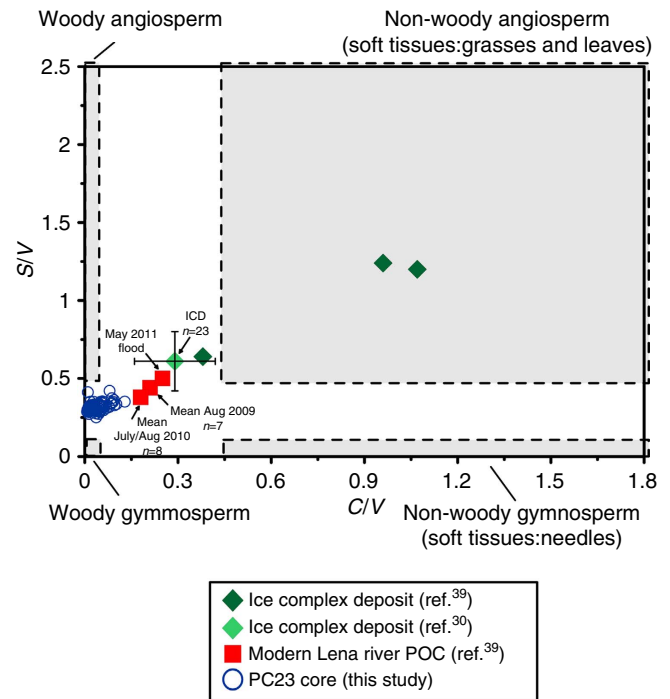 Woody angiosperm
Non-woody angiosperm
(soft tissues:grasses and leaves)
2.5
2
1.5
1
0.5
0
S/V
ICD
n=23
May 2011
flood
Mean Aug 2009
n=7
Mean
July/Aug 2010
n=8
0
0.3
0.6
0.9
1.2
1.5
1.8
C/V
Woody gymmosperm
Non-woody gymnosperm
(soft tissues:needles)
Ice complex deposit (ref.39)
Ice complex deposit (ref.30)
Modern Lena river POC (ref.39)
PC23 core (this study)